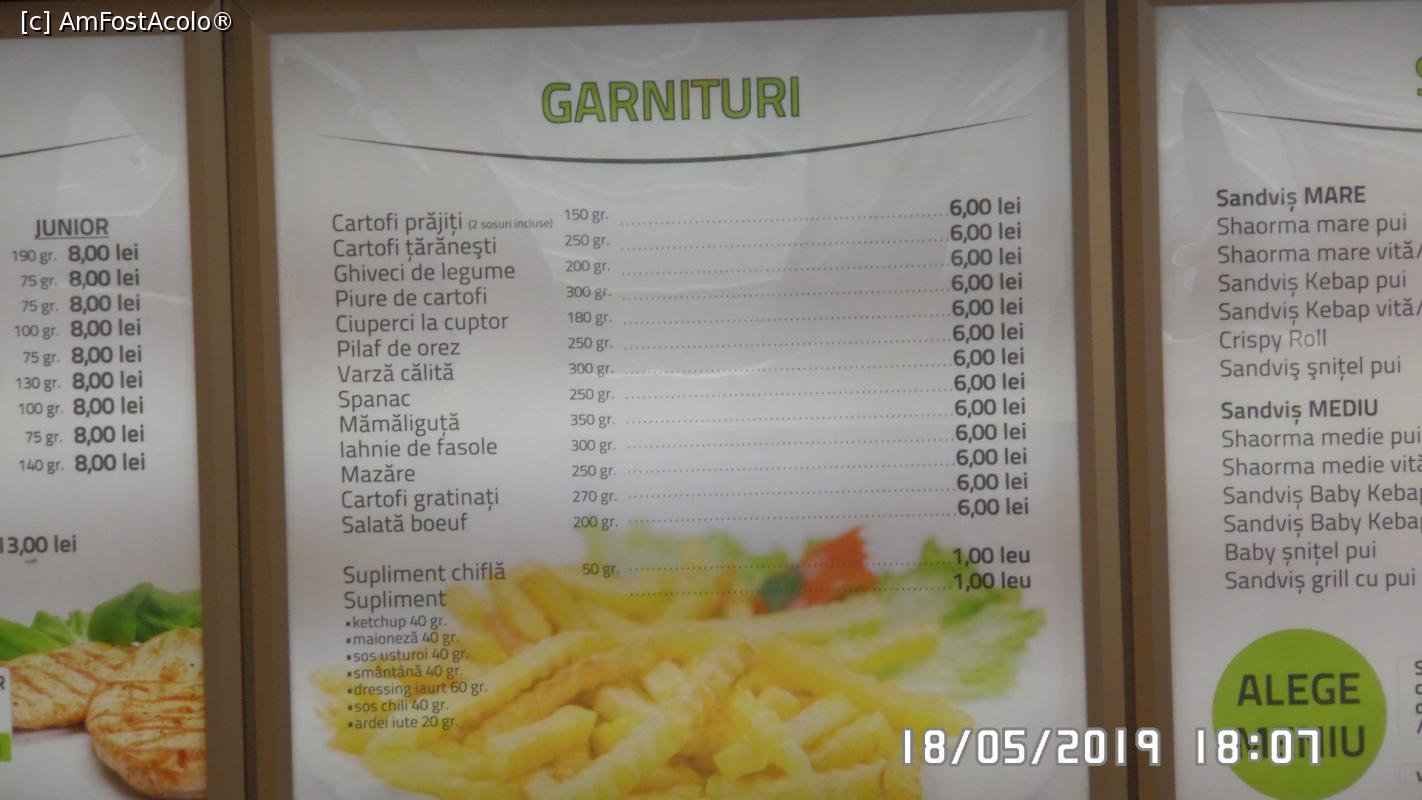 [c] AmFostAcolo®
JUNIOR
190 gr. 8,00 lei
75 gr. 8,00 lei
75 gr. 8,00 lei
100 gr. 8,00 lei
75 gr. 8,00 lei
130 gr. 8,00 lei
100 gr. 8,00 lei
75 gr. 8,00 lei
140 gr. 8,00 lei
13,00 lei
GARNITURI
Cartofi prăjiți (2 sosuri incluse) 150 gr. 6,00 lei
Cartofi țărănești 250 gr. 6,00 lei
Ghiveci de legume 200 gr. 6,00 lei
Piure de cartofi 300 gr. 6,00 lei
Ciuperci la cuptor 180 gr. 6,00 lei
Pilaf de orez 250 gr. 6,00 lei
Varză călită 300 gr. 6,00 lei
Spanac 250 gr. 6,00 lei
Mămăliguță 350 gr. 6,00 lei
Iahnie de fasole 300 gr. 6,00 lei
Mazăre 250 gr. 6,00 lei
Cartofi gratinați 270 gr. 6,00 lei
Salată boeuf 200 gr. 6,00 lei
Supliment chiflă 50 gr. 1,00 leu
Supliment 1,00 leu
▪ketchup 40 gr.
▪maioneză 40 gr.
▪sos usturoi 40 gr.
▪smântână 40 gr.
▪dressing iaurt 60 gr.
▪sos chili 40 gr.
▪ardei iute 20 gr.
Sandviș MARE
Shaorma mare pui
Shaorma mare vită/
Sandviș Kebap pui
Sandviș Kebap vită/
Crispy Roll
Sandviș șnițel pui
Sandviș MEDIU
Shaorma medie pui
Shaorma medie vită
Sandviș Baby Kebap
Sandviș Baby Kebap
Baby șnițel pui
Sandviș grill cu pui
ALEGE
MENIU
18/05/2019 18:07